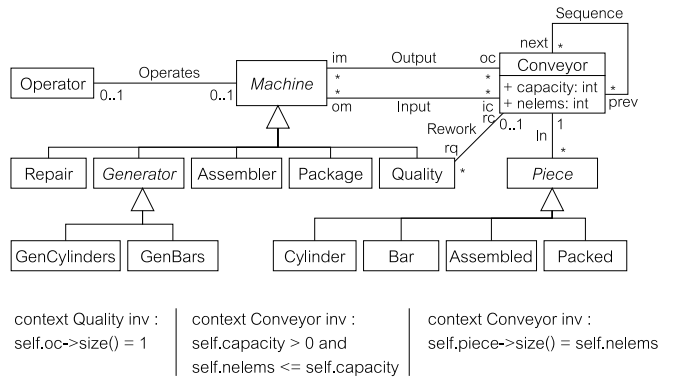 Sequence
next *
im Output oc
Conveyor
Operator Operates Machine
0..1 0..1
* *
+ capacity: int
+ nelems: int
* prev
* *
om Input ic
rc 0..1
Rework
rq *
In 1
*
Repair Generator Assembler Package Quality Piece
GenCylinders GenBars Cylinder Bar Assembled Packed
context Quality inv :
self.oc->size() = 1
context Conveyor inv :
self.capacity > 0 and
self.nelems <= self.capacity
context Conveyor inv :
self.piece->size() = self.nelems